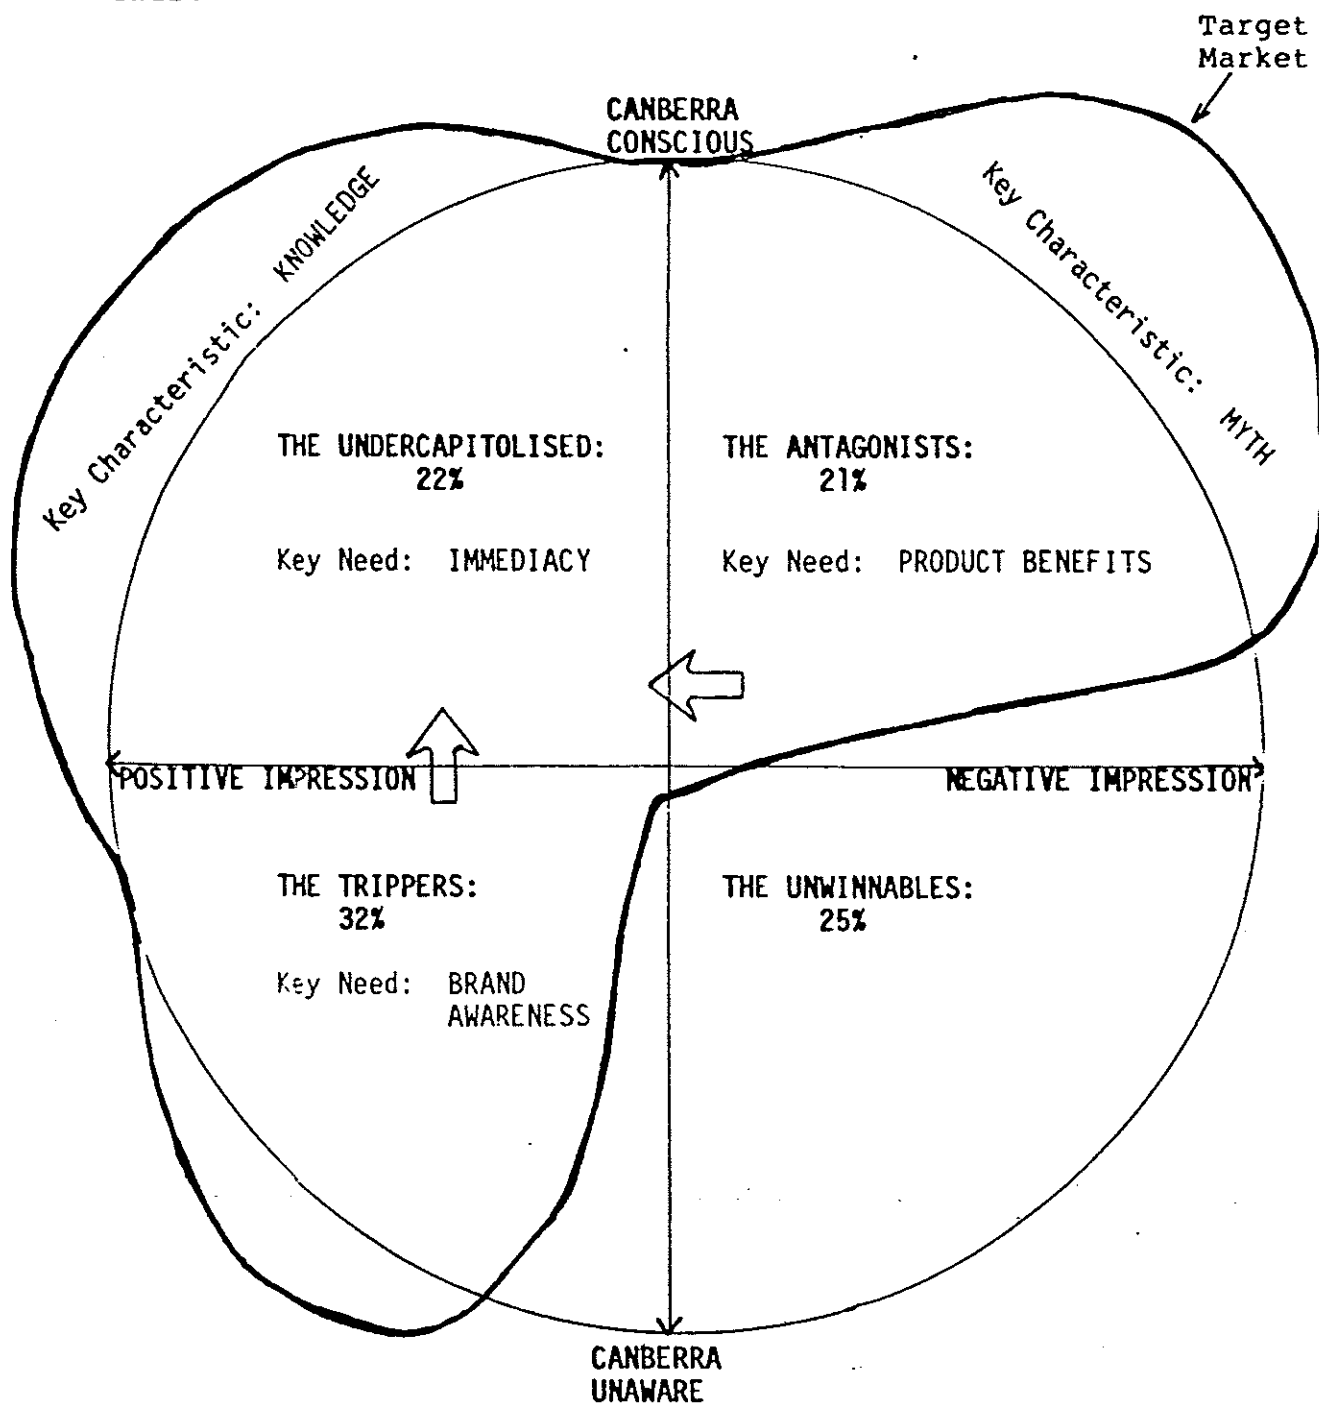 Target
Market
CANBERRA
CONSCIOUS
Key Characteristic: KNOWLEDGE
Key Characteristic: MYTH
THE UNDERCAPITOLISED:
22%
THE ANTAGONISTS:
21%
Key Need: IMMEDIACY
Key Need: PRODUCT BENEFITS
POSITIVE IMPRESSION
NEGATIVE IMPRESSION
THE TRIPPERS:
32%
THE UNWINNABLES:
25%
Key Need: BRAND
AWARENESS
CANBERRA
UNAWARE